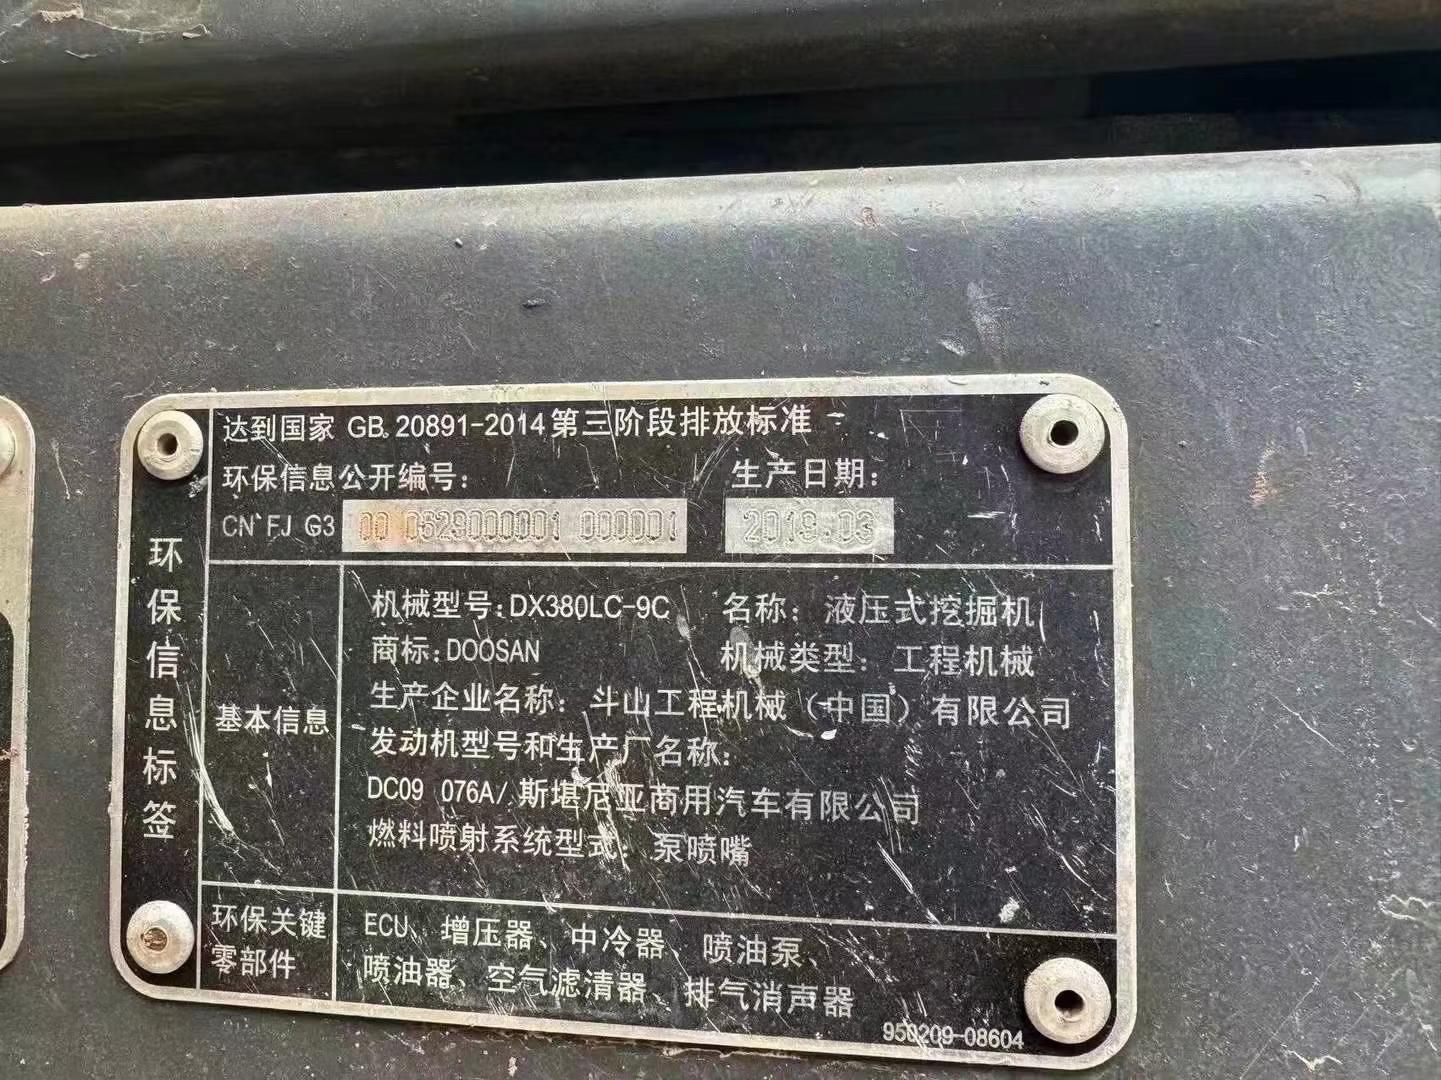 达到国家 GB 20891-2014第三阶段排放标准
环保信息公开编号: 生产日期:
CN FJ G3 00 0629000001 000001 2019.03
环保信息标签
基本信息
机械型号:DX380LC-9C 名称: 液压式挖掘机
商标:DOOSAN 机械类型: 工程机械
生产企业名称: 斗山工程机械(中国)有限公司
发动机型号和生产厂名称:
DC09 076A/斯堪尼亚商用汽车有限公司
燃料喷射系统型式: 泵喷嘴
环保关键
零部件
ECU、增压器、中冷器、喷油泵、
喷油器、空气滤清器、排气消声器
950209-08604